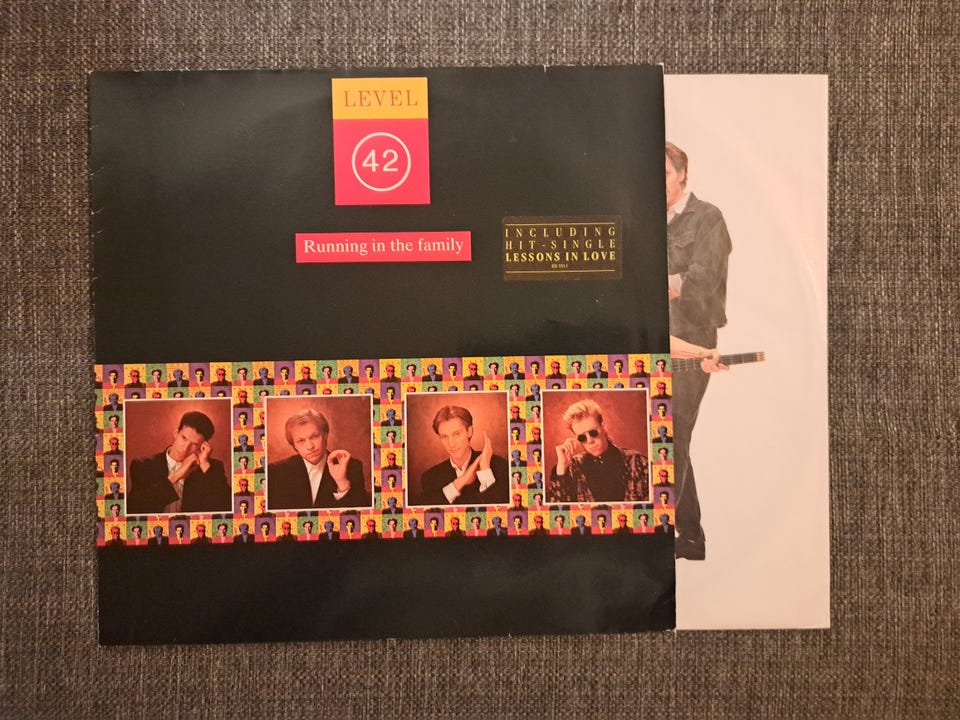 LEVEL
42
Running in the family
INCLUDING
HIT-SINGLE
LESSONS IN LOVE